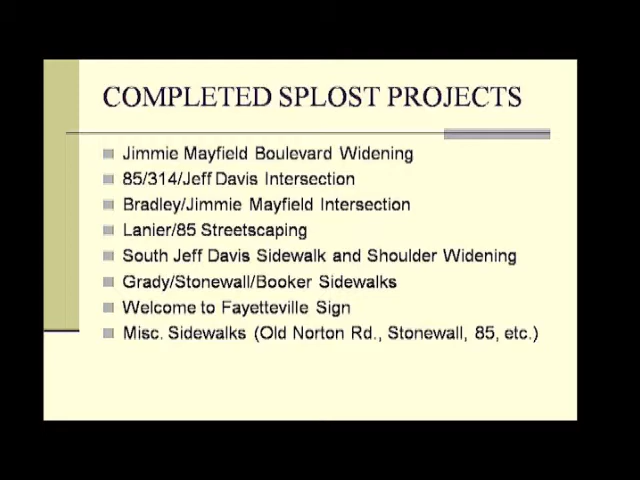 COMPLETED SPLOST PROJECTS
Jimmie Mayfield Boulevard Widening
85/314/Jeff Davis Intersection
Bradley/Jimmie Mayfield Intersection
Lanier/85 Streetscaping
South Jeff Davis Sidewalk and Shoulder Widening
Grady/Stonewall/Booker Sidewalks
Welcome to Fayetteville Sign
Misc. Sidewalks (Old Norton Rd., Stonewall, 85, etc.)